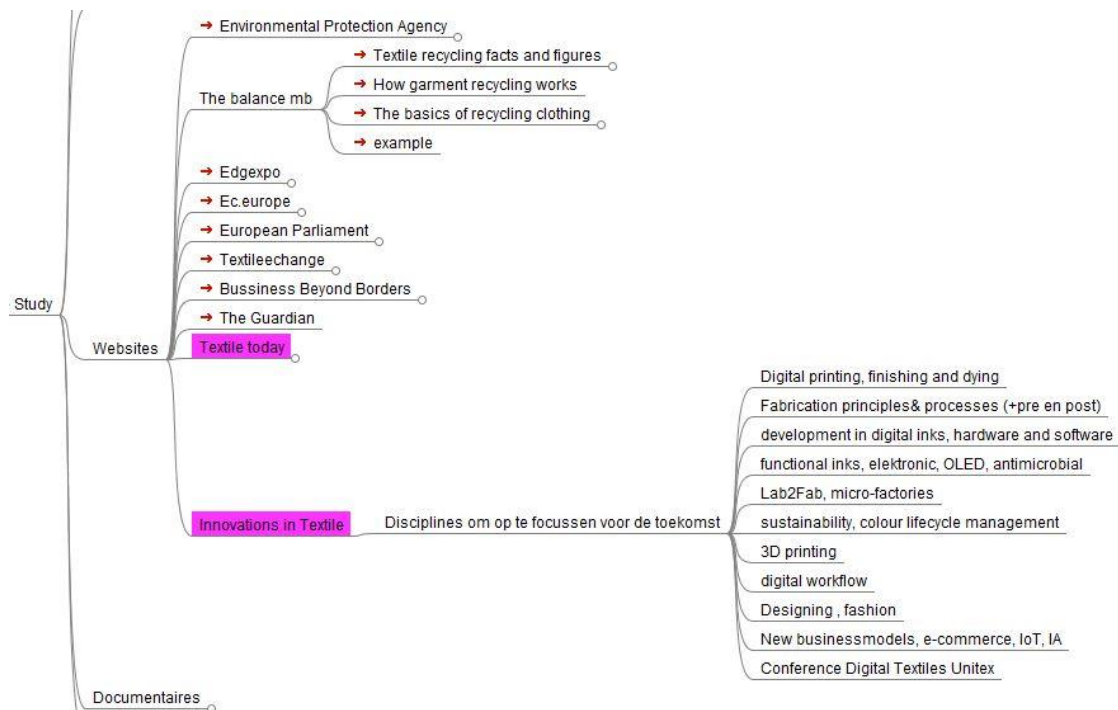 Study
Websites
Environmental Protection Agency
The balance mb
Textile recycling facts and figures
How garment recycling works
The basics of recycling clothing
example
Edgexpo
Ec.europe
European Parliament
Textileechange
Bussiness Beyond Borders
The Guardian
Textile today
Innovations in Textile
Disciplines om op te focussen voor de toekomst
Digital printing, finishing and dying
Fabrication principles& processes (+pre en post)
development in digital inks, hardware and software
functional inks, elektronic, OLED, antimicrobial
Lab2Fab, micro-factories
sustainability, colour lifecycle management
3D printing
digital workflow
Designing , fashion
New businessmodels, e-commerce, IoT, IA
Conference Digital Textiles Unitex
Documentaires